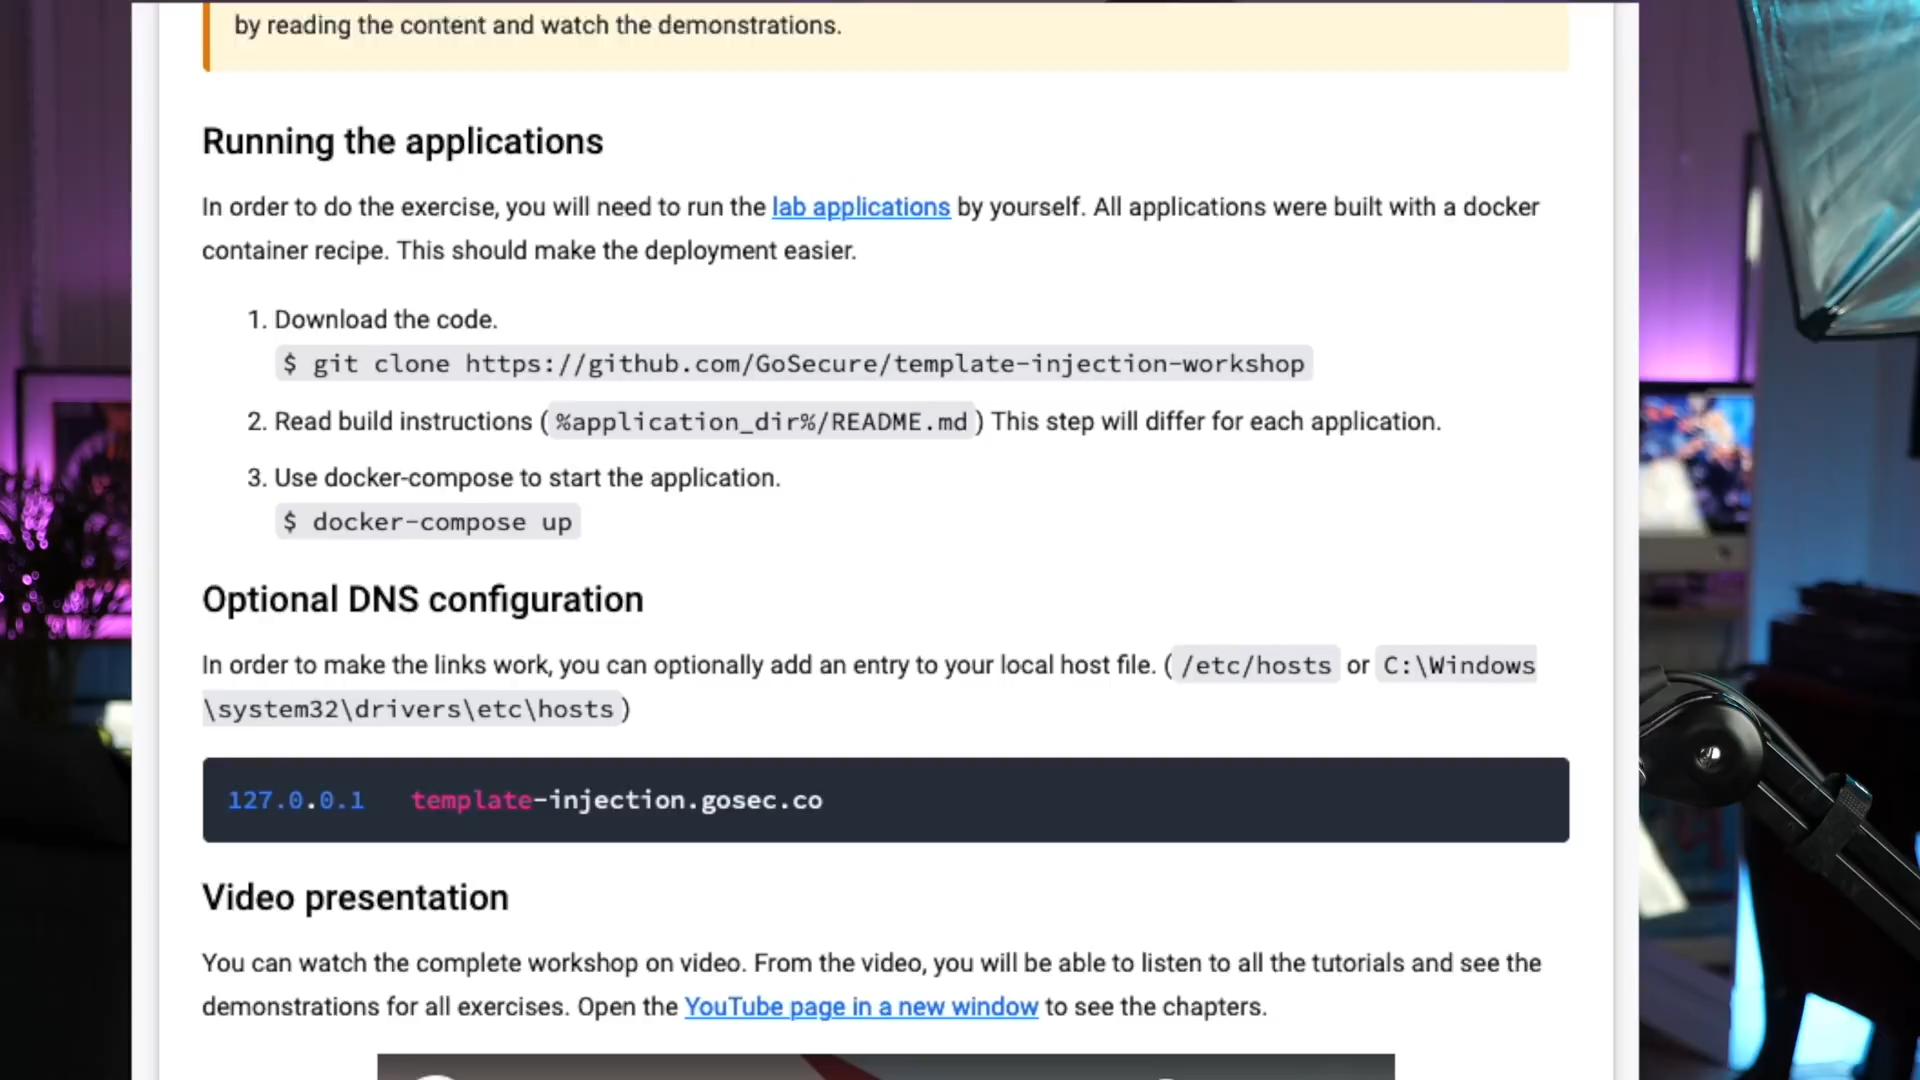 by reading the content and watch the demonstrations.
Running the applications
In order to do the exercise, you will need to run the lab applications by yourself. All applications were built with a docker
container recipe. This should make the deployment easier.
1. Download the code.
$ git clone https://github.com/GoSecure/template-injection-workshop
2. Read build instructions (%application_dir%/README.md) This step will differ for each application.
3. Use docker-compose to start the application.
$ docker-compose up
Optional DNS configuration
In order to make the links work, you can optionally add an entry to your local host file. (/etc/hosts or C:\Windows
\system32\drivers\etc\hosts)
127.0.0.1 template-injection.gosec.co
Video presentation
You can watch the complete workshop on video. From the video, you will be able to listen to all the tutorials and see the
demonstrations for all exercises. Open the YouTube page in a new window to see the chapters.